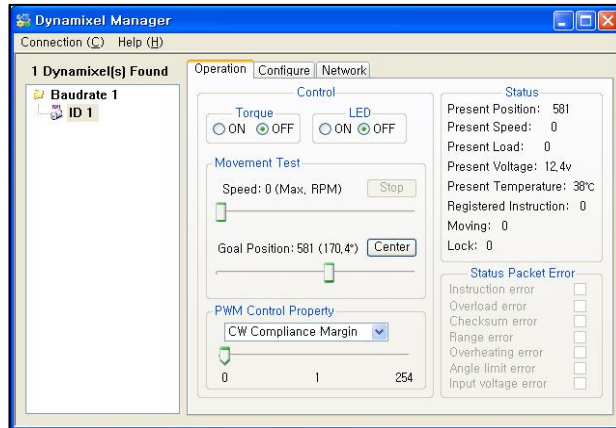 Dynamixel Manager
Connection (C) Help (H)
1 Dynamixel(s) Found
Baudrate 1
ID 1
Operation Configure Network
Control
Torque
ON OFF
LED
ON OFF
Movement Test
Speed: 0 (Max, RPM) Stop
Goal Position: 581 (170,4°) Center
PWM Control Property
CW Compliance Margin
0 1 254
Status
Present Position: 581
Present Speed: 0
Present Load: 0
Present Voltage: 12,4v
Present Temperature: 38℃
Registered Instruction: 0
Moving: 0
Lock: 0
Status Packet Error
Instruction error
Overload error
Checksum error
Range error
Overheating error
Angle limit error
Input voltage error